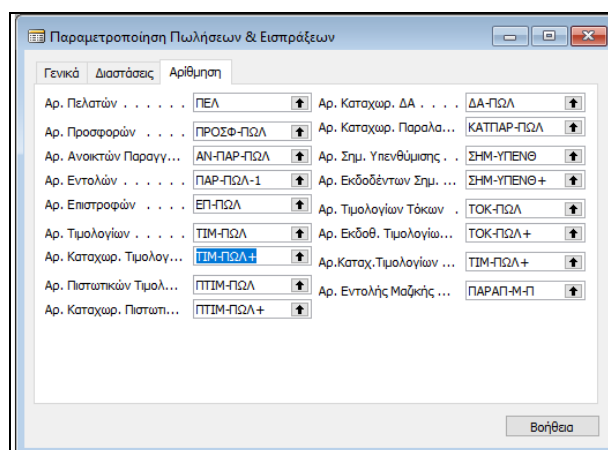 Παραμετροποίηση Πωλήσεων & Εισπράξεων
Γενικά Διαστάσεις Αρίθμηση
Αρ. Πελατών . . . . . . ΠΕΛ Αρ. Καταχωρ. ΔΑ . . . . ΔΑ-ΠΩΛ
Αρ. Προσφορών . . . . ΠΡΟΣΦ-ΠΩΛ Αρ. Καταχωρ. Παραλα... ΚΑΤΠΑΡ-ΠΩΛ
Αρ. Ανοικτών Παραγγ... ΑΝ-ΠΑΡ-ΠΩΛ Αρ. Σημ. Υπενθύμισης . . ΣΗΜ-ΥΠΕΝΘ
Αρ. Εντολών . . . . . . ΠΑΡ-ΠΩΛ-1 Αρ. Εκδοδέντων Σημ. ... ΣΗΜ-ΥΠΕΝΘ+
Αρ. Επιστροφών . . . . ΕΠ-ΠΩΛ Αρ. Τιμολογίων Τόκων . ΤΟΚ-ΠΩΛ
Αρ. Τιμολογίων . . . . . ΤΙΜ-ΠΩΛ Αρ. Εκδοθ. Τιμολογίω... ΤΟΚ-ΠΩΛ+
Αρ. Καταχωρ. Τιμολογ... ΤΙΜ-ΠΩΛ+ Αρ.Καταχ.Τιμολογίων ... ΤΙΜ-ΠΩΛ+
Αρ. Πιστωτικών Τιμολ... ΠΤΙΜ-ΠΩΛ Αρ. Εντολής Μαζικής ... ΠΑΡΑΠ-Μ-Π
Αρ. Καταχωρ. Πιστωτι... ΠΤΙΜ-ΠΩΛ+
Βοήθεια